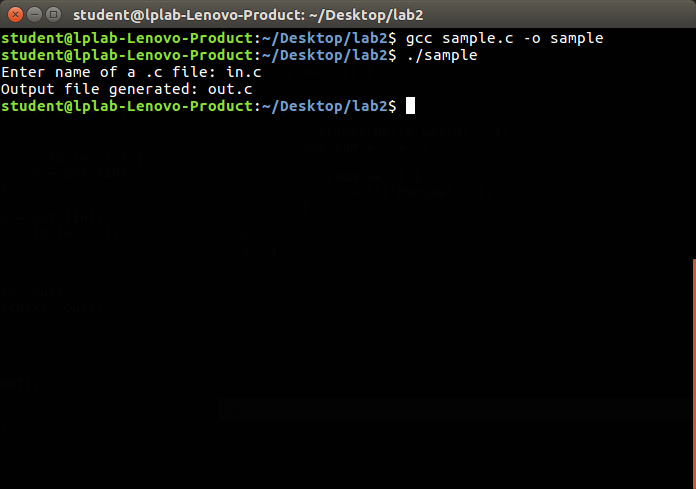 student@lplab-Lenovo-Product: ~/Desktop/lab2
student@lplab-Lenovo-Product:~/Desktop/lab2$ gcc sample.c -o sample
student@lplab-Lenovo-Product:~/Desktop/lab2$ ./sample
Enter name of a .c file: in.c
Output file generated: out.c
student@lplab-Lenovo-Product:~/Desktop/lab2$